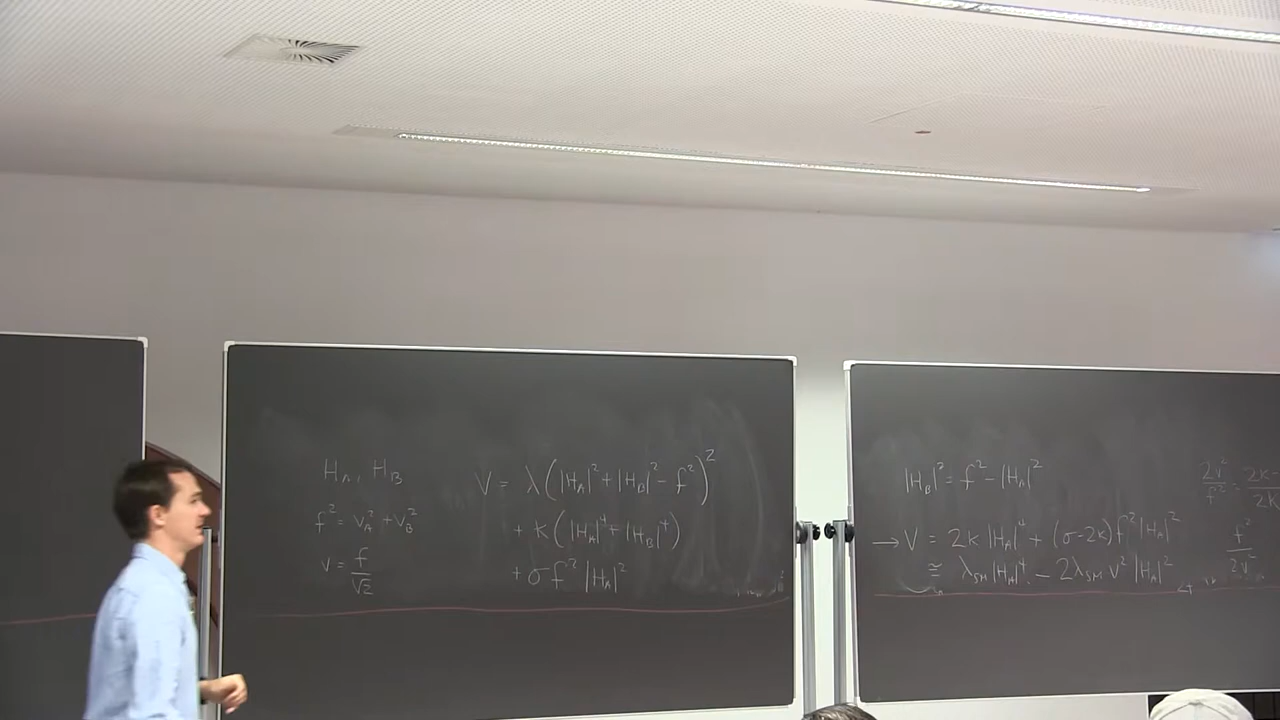 H_A, H_B
f² = v_A² + v_B²
v = f/√2
V = λ(|H_A|² + |H_B|² - f²)²
+ κ(|H_A|⁴ + |H_B|⁴)
+ σf²|H_A|²
|H_B|² = f² - |H_A|²
→ V = 2κ|H_A|⁴ + (σ-2κ)f²|H_A|²
≅ λ_SM|H_A|⁴ - 2λ_SM v²|H_A|²
2v²/f² = 2κ-
f²/2v²